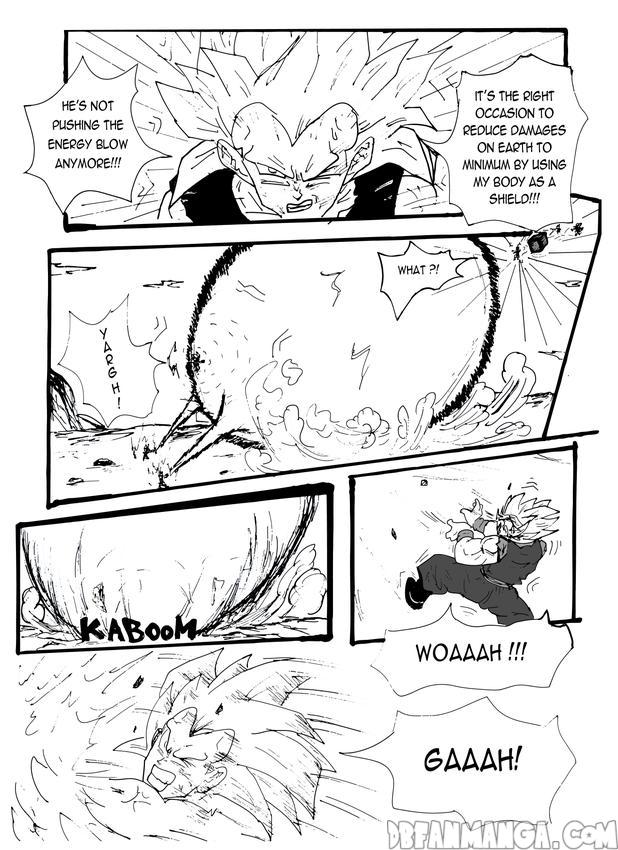 HE'S NOT
PUSHING THE
ENERGY BLOW
ANYMORE!!!
IT'S THE RIGHT
OCCASION TO
REDUCE DAMAGES
ON EARTH TO
MINIMUM BY USING
MY BODY AS A
SHIELD!!!
WHAT ?!
YARGH!
KABOOM
WOAAAH !!!
GAAAH!
DBFANMANGA.COM